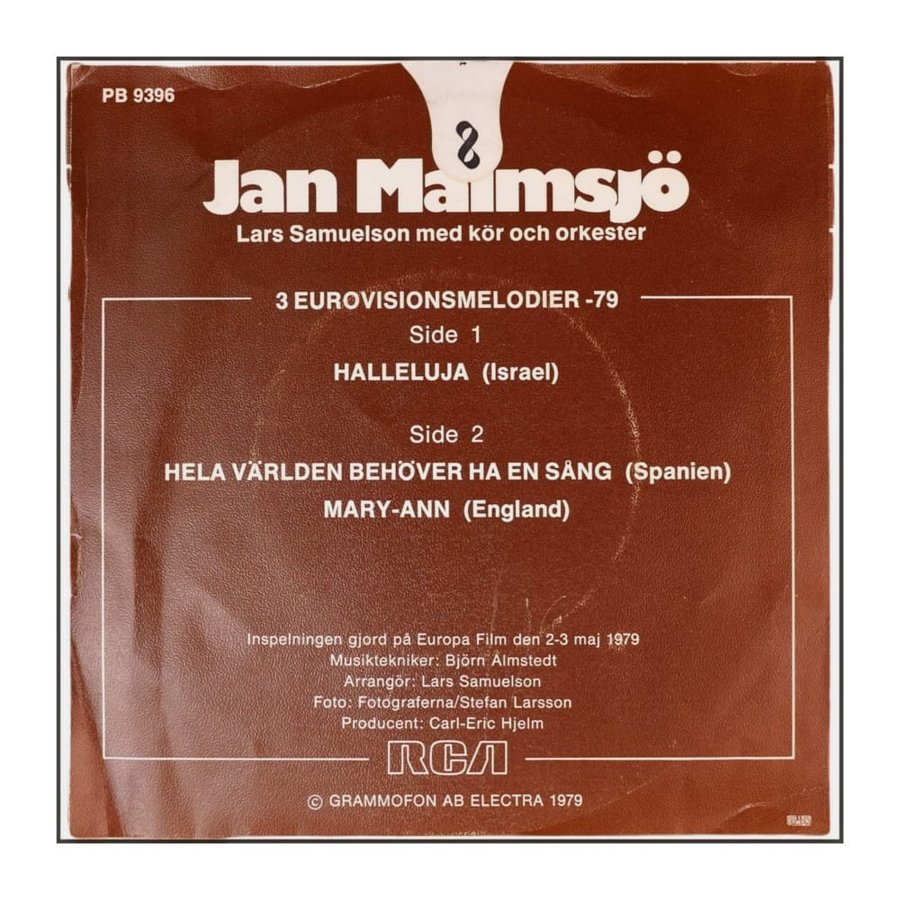 PB 9396
Jan Malmsjö
Lars Samuelson med kör och orkester
3 EUROVISIONSMELODIER -79
Side 1
HALLELUJA (Israel)
Side 2
HELA VÄRLDEN BEHÖVER HA EN SÅNG (Spanien)
MARY-ANN (England)
Inspelningen gjord på Europa Film den 2-3 maj 1979
Musiktekniker: Björn Almstedt
Arrangör: Lars Samuelson
Foto: Fotograferna/Stefan Larsson
Producent: Carl-Eric Hjelm
RCA
© GRAMMOFON AB ELECTRA 1979